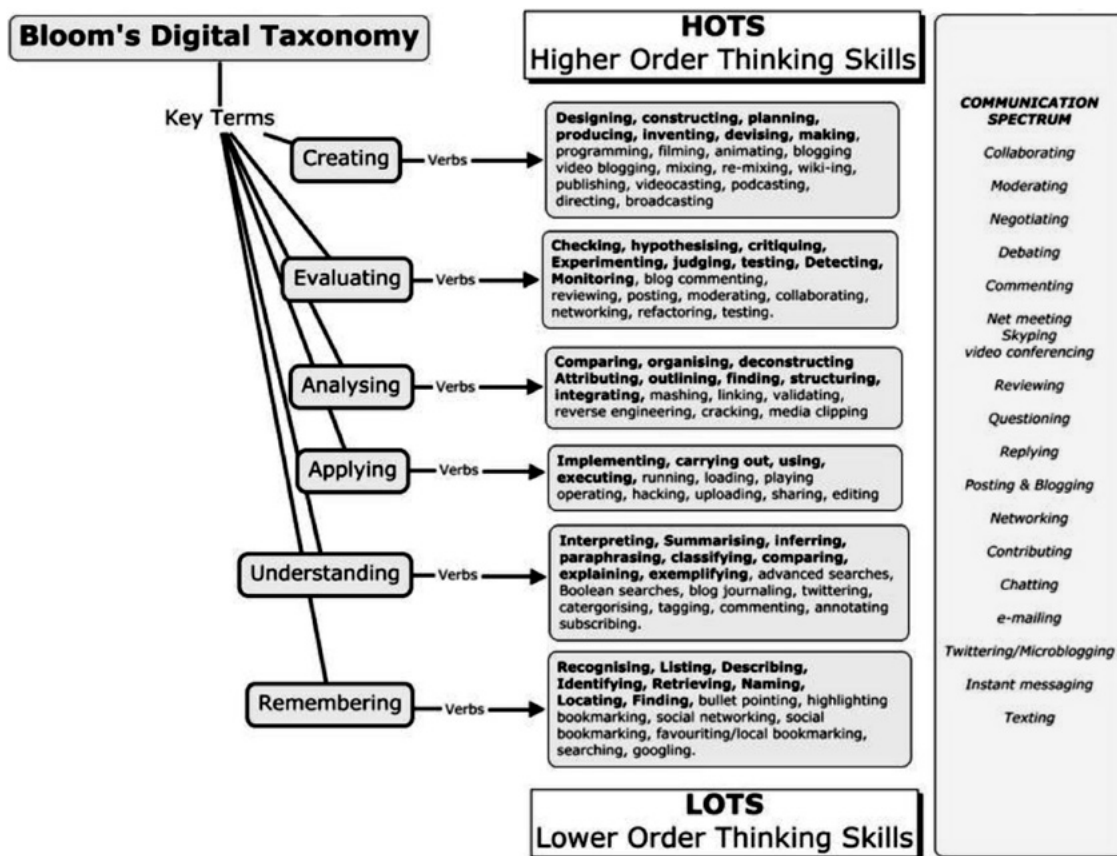 Bloom's Digital Taxonomy
Key Terms
HOTS
Higher Order Thinking Skills
Creating
Verbs
Designing, constructing, planning,
producing, inventing, devising, making,
programming, filming, animating, blogging
video blogging, mixing, re-mixing, wiki-ing,
publishing, videocasting, podcasting,
directing, broadcasting
Evaluating
Verbs
Checking, hypothesising, critiquing,
Experimenting, judging, testing, Detecting,
Monitoring, blog commenting,
reviewing, posting, moderating, collaborating,
networking, refactoring, testing.
Analysing
Verbs
Comparing, organising, deconstructing
Attributing, outlining, finding, structuring,
integrating, mashing, linking, validating,
reverse engineering, cracking, media clipping
Applying
Verbs
Implementing, carrying out, using,
executing, running, loading, playing
operating, hacking, uploading, sharing, editing
Understanding
Verbs
Interpreting, Summarising, inferring,
paraphrasing, classifying, comparing,
explaining, exemplifying, advanced searches,
Boolean searches, blog journaling, twittering,
catergorising, tagging, commenting, annotating
subscribing.
Remembering
Verbs
Recognising, Listing, Describing,
Identifying, Retrieving, Naming,
Locating, Finding, bullet pointing, highlighting
bookmarking, social networking, social
bookmarking, favouriting/local bookmarking,
searching, googling.
LOTS
Lower Order Thinking Skills
COMMUNICATION
SPECTRUM
Collaborating
Moderating
Negotiating
Debating
Commenting
Net meeting
Skyping
video conferencing
Reviewing
Questioning
Replying
Posting & Blogging
Networking
Contributing
Chatting
e-mailing
Twittering/Microblogging
Instant messaging
Texting